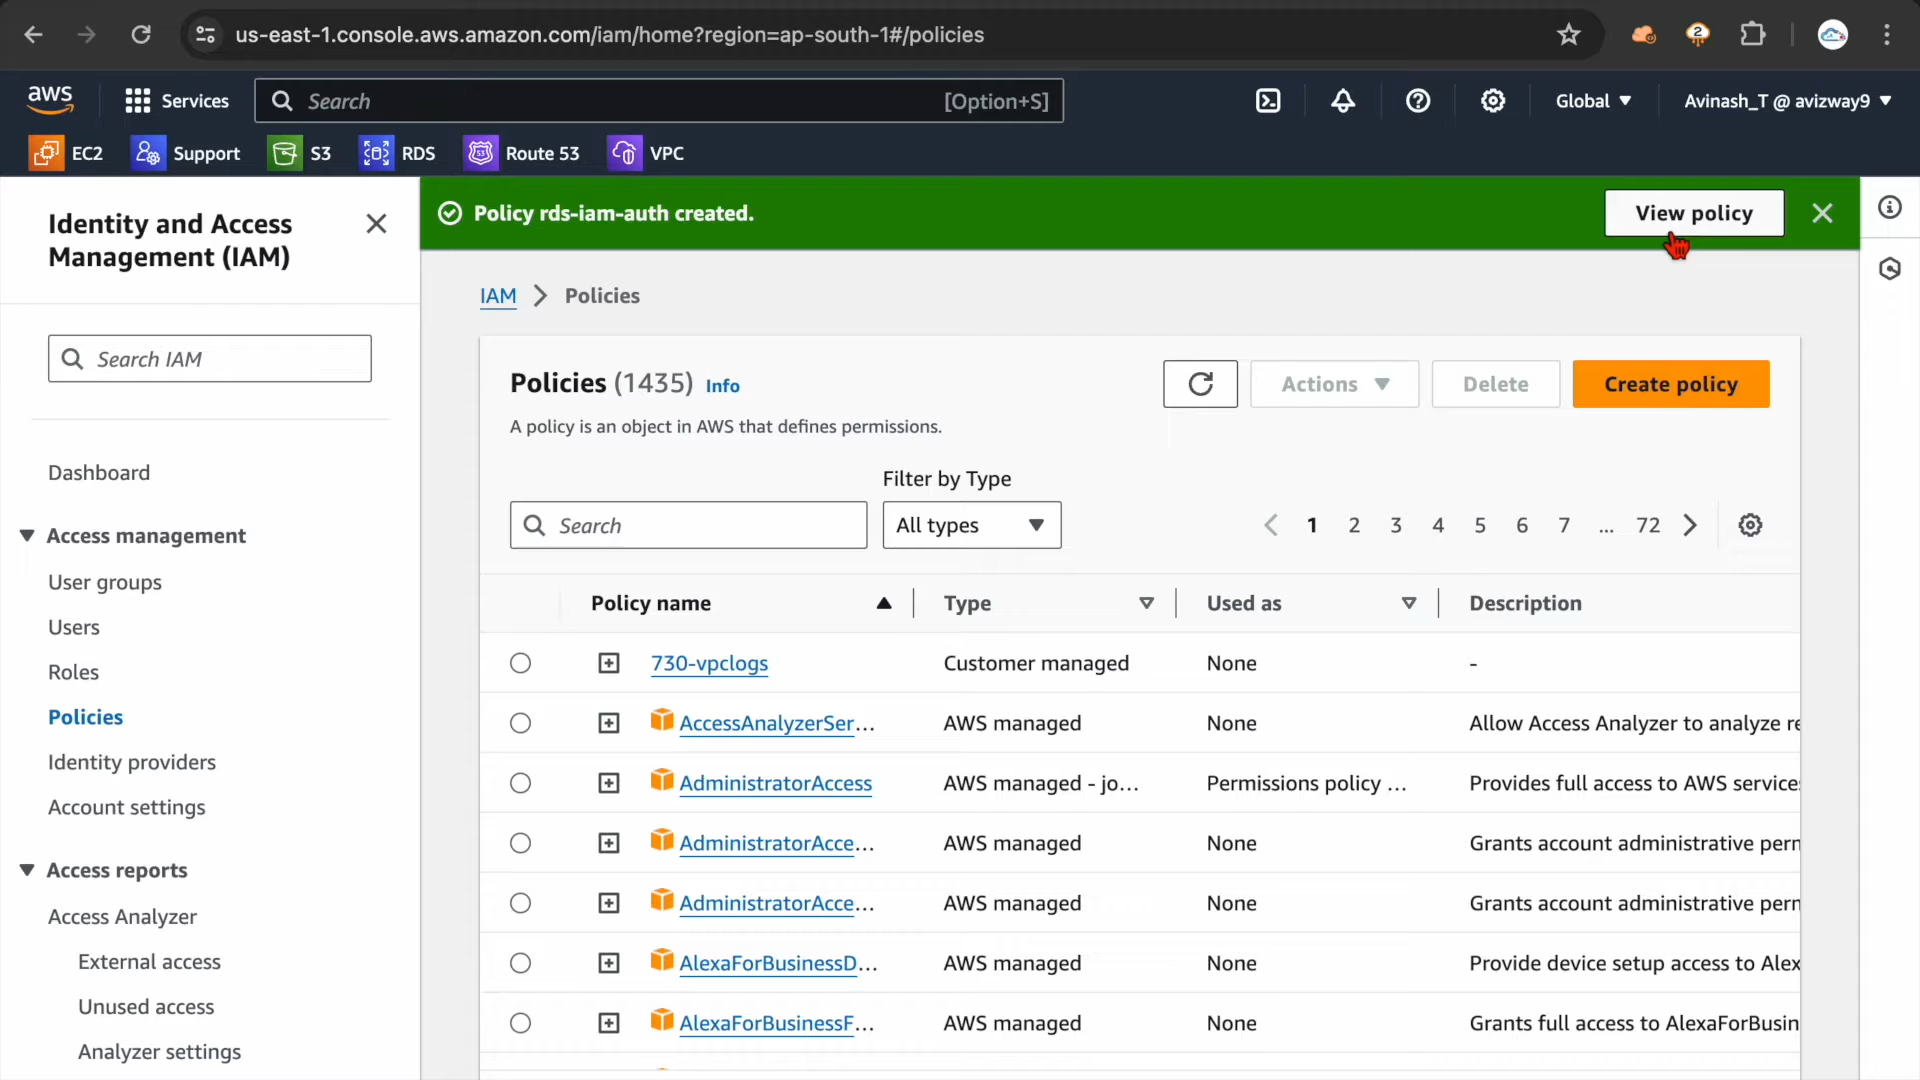 us-east-1.console.aws.amazon.com/iam/home?region=ap-south-1#/policies
2
aws
Services
Search
[Option+S]
Global
Avinash_T @ avizway9
EC2
Support
S3
RDS
53
Route 53
VPC
Identity and Access
Management (IAM)
Policy rds-iam-auth created.
View policy
IAM
Policies
Search IAM
Policies (1435) Info
Actions
Delete
Create policy
A policy is an object in AWS that defines permissions.
Dashboard
Filter by Type
Search
All types
1 2 3 4 5 6 7 ... 72
Access management
User groups
Users
Roles
Policies
Identity providers
Account settings
Access reports
Access Analyzer
External access
Unused access
Analyzer settings
Policy name Type Used as Description
730-vpclogs Customer managed None -
AccessAnalyzerSer... AWS managed None Allow Access Analyzer to analyze re
AdministratorAccess AWS managed - jo... Permissions policy ... Provides full access to AWS services
AdministratorAcce... AWS managed None Grants account administrative perm
AdministratorAcce... AWS managed None Grants account administrative perm
AlexaForBusinessD... AWS managed None Provide device setup access to Alex
AlexaForBusinessF... AWS managed None Grants full access to AlexaForBusin